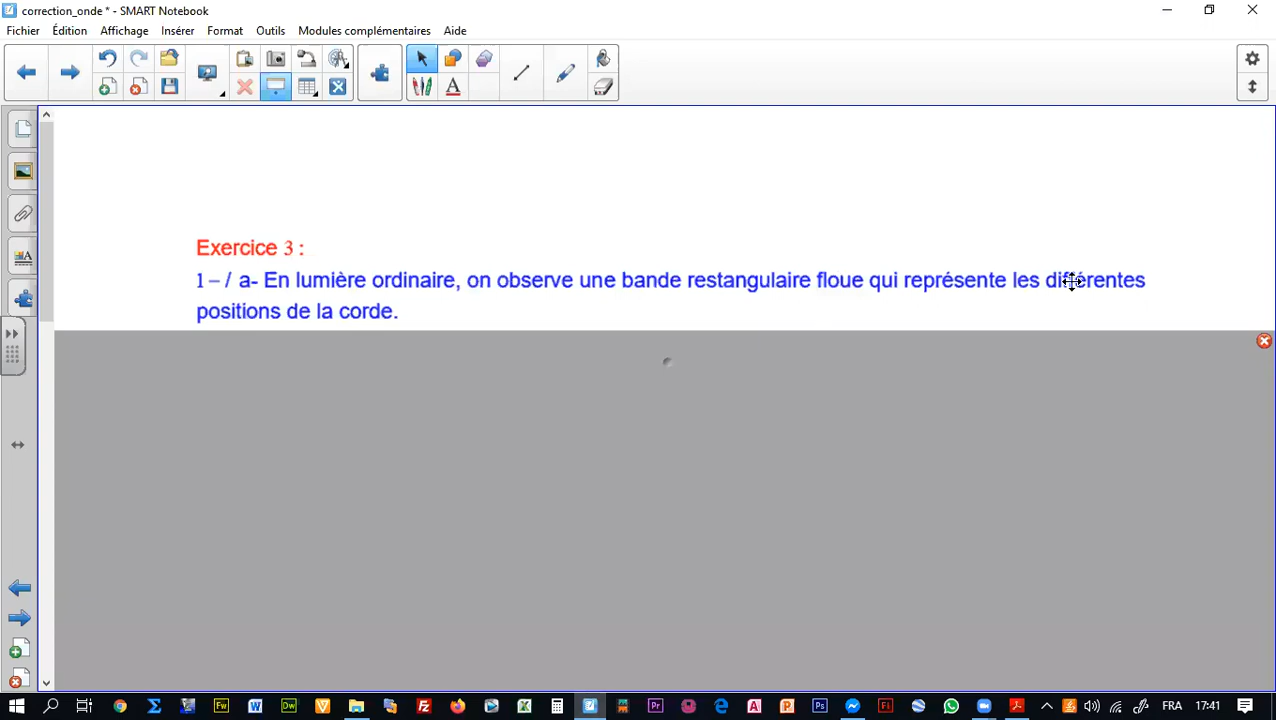 correction_onde * - SMART Notebook
Fichier Édition Affichage Insérer Format Outils Modules complémentaires Aide
Exercice 3 :
1 – / a- En lumière ordinaire, on observe une bande restangulaire floue qui représente les différentes
positions de la corde.
FRA 17:41